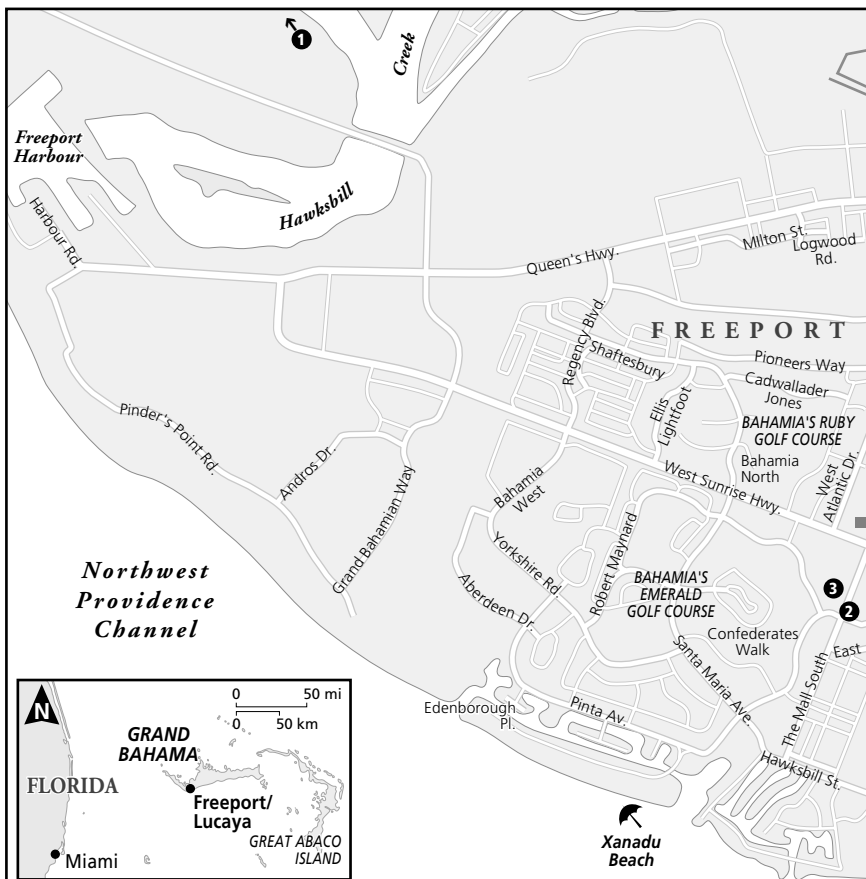 1
Creek
Freeport
Harbour
Hawksbill
Harbour Rd.
Queen's Hwy.
MIlton St.
Logwood
Rd.
Regency Blvd.
FREEPORT
Shaftesbury
Pioneers Way
Cadwallader
Jones
Ellis
Lightfoot
BAHAMIA'S RUBY
GOLF COURSE
Pinder's Point Rd.
Andros Dr.
Grand Bahamian Way
Bahamia
West
West Sunrise Hwy.
Bahamia
North
West
Atlantic Dr.
Northwest
Providence
Channel
Yorkshire Rd.
Aberdeen Dr.
Robert Maynard
BAHAMIA'S
EMERALD
GOLF COURSE
3
2
Confederates
Walk
East
Santa Maria Ave.
The Mall South
Edenborough
Pl.
Pinta Av.
Hawksbill St.
Xanadu
Beach
N
0 50 mi
0 50 km
GRAND
BAHAMA
FLORIDA
Freeport/
Lucaya
GREAT ABACO
ISLAND
Miami